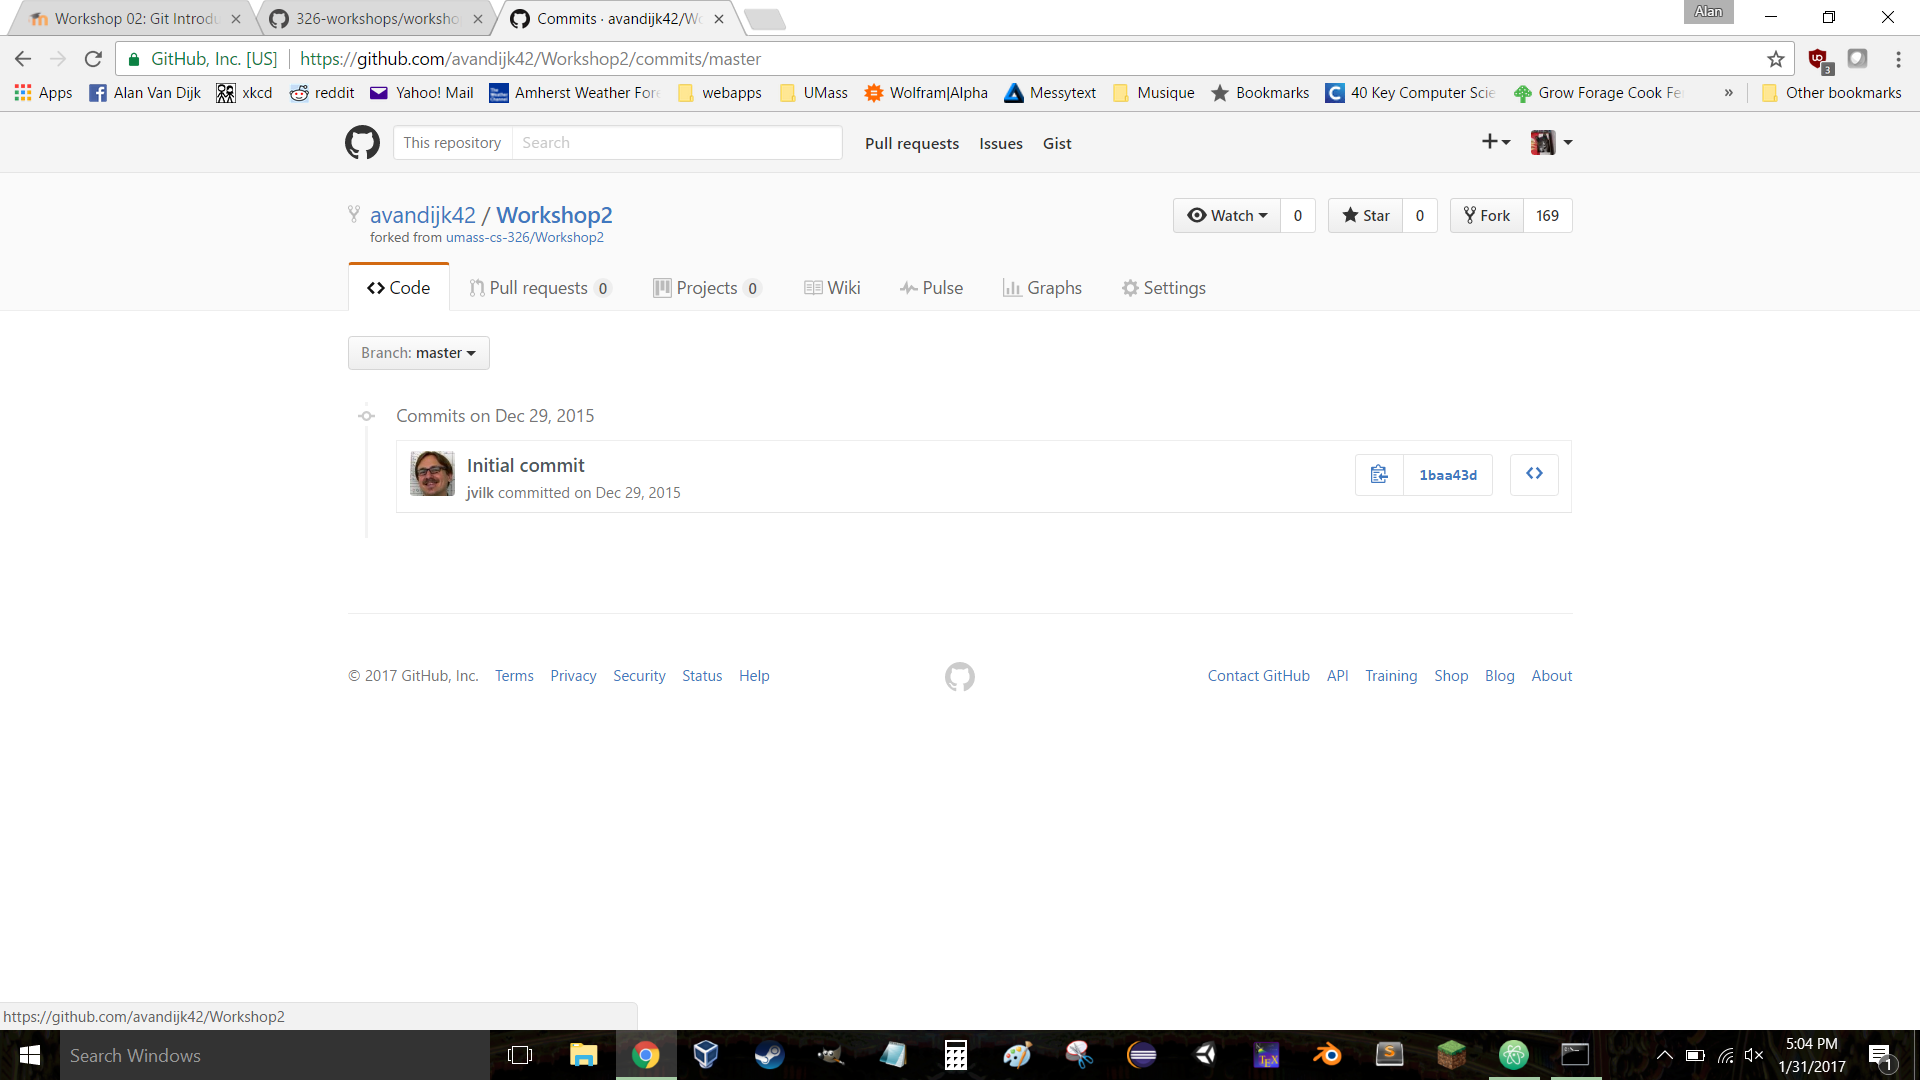 Alan
Workshop 02: Git Introdu
326-workshops/worksho
Commits · avandijk42/Wo
GitHub, Inc. [US]
https://github.com/avandijk42/Workshop2/commits/master
3
Apps
Alan Van Dijk
xkcd
reddit
Yahoo! Mail
Amherst Weather Fore
webapps
UMass
Wolfram|Alpha
Messytext
Musique
Bookmarks
40 Key Computer Scie
Grow Forage Cook Fe
»
Other bookmarks
This repository
Search
Pull requests
Issues
Gist
avandijk42 / Workshop2
forked from umass-cs-326/Workshop2
Watch
0
Star
0
Fork
169
Code
Pull requests 0
Projects 0
Wiki
Pulse
Graphs
Settings
Branch: master
Commits on Dec 29, 2015
Initial commit
jvilk committed on Dec 29, 2015
1baa43d
© 2017 GitHub, Inc.
Terms
Privacy
Security
Status
Help
Contact GitHub
API
Training
Shop
Blog
About
https://github.com/avandijk42/Workshop2
Search Windows
TEX
S
5:04 PM
1/31/2017
1